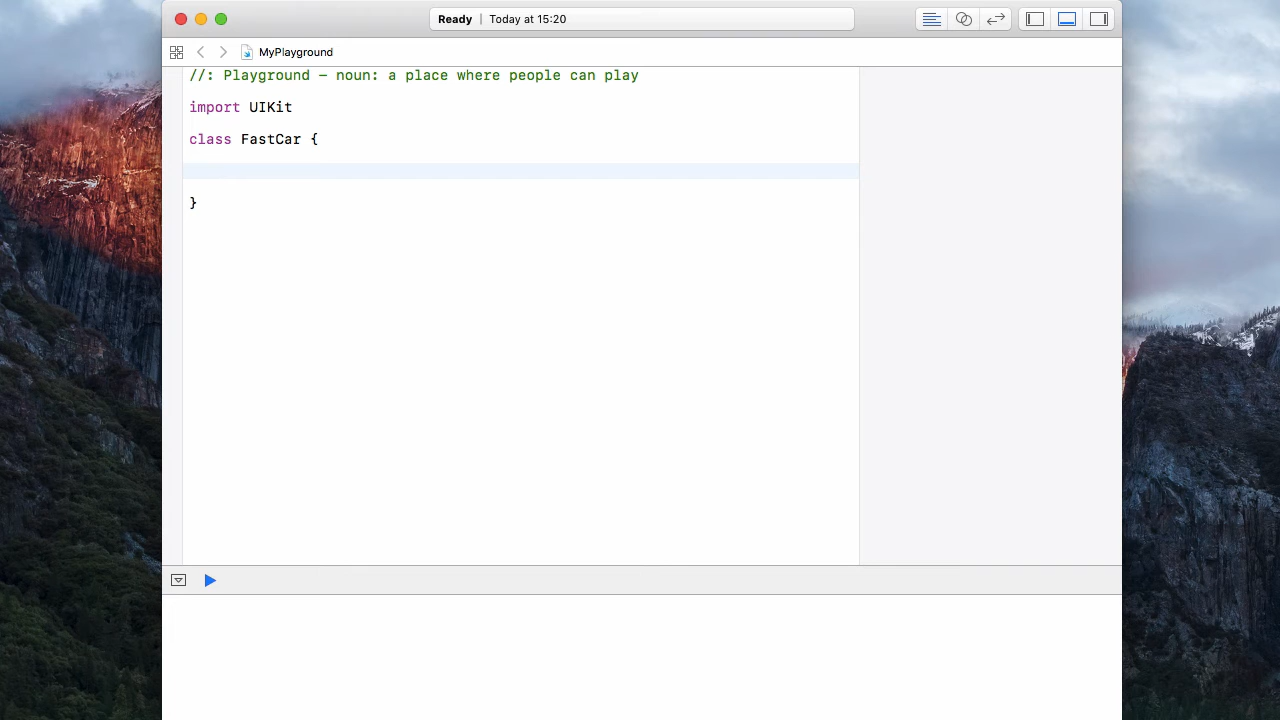 Ready | Today at 15:20
MyPlayground
//: Playground – noun: a place where people can play
import UIKit
class FastCar {
}